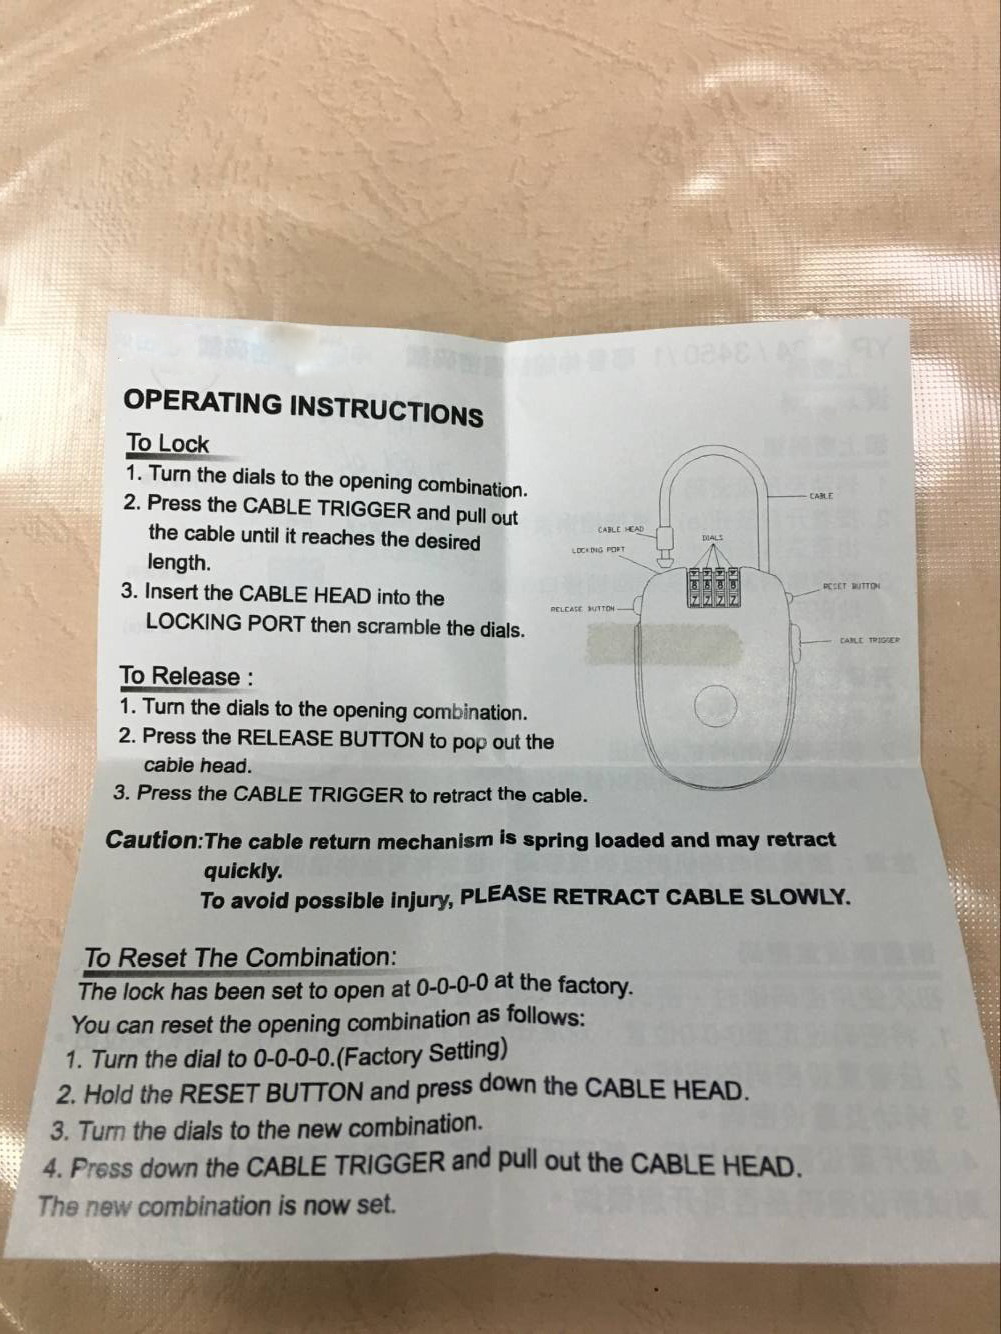 OPERATING INSTRUCTIONS
To Lock
1. Turn the dials to the opening combination.
2. Press the CABLE TRIGGER and pull out
the cable until it reaches the desired
length.
3. Insert the CABLE HEAD into the
LOCKING PORT then scramble the dials.
CABLE
CABLE HEAD
DIALS
LOCKING PORT
RESET BUTTON
RELEASE BUTTON
CABLE TRIGGER
8 8 8 8
7 7 7 7
To Release :
1. Turn the dials to the opening combination.
2. Press the RELEASE BUTTON to pop out the
cable head.
3. Press the CABLE TRIGGER to retract the cable.
Caution:The cable return mechanism is spring loaded and may retract
quickly.
To avoid possible injury, PLEASE RETRACT CABLE SLOWLY.
To Reset The Combination:
The lock has been set to open at 0-0-0-0 at the factory.
You can reset the opening combination as follows:
1. Turn the dial to 0-0-0-0.(Factory Setting)
2. Hold the RESET BUTTON and press down the CABLE HEAD.
3. Turn the dials to the new combination.
4. Press down the CABLE TRIGGER and pull out the CABLE HEAD.
The new combination is now set.